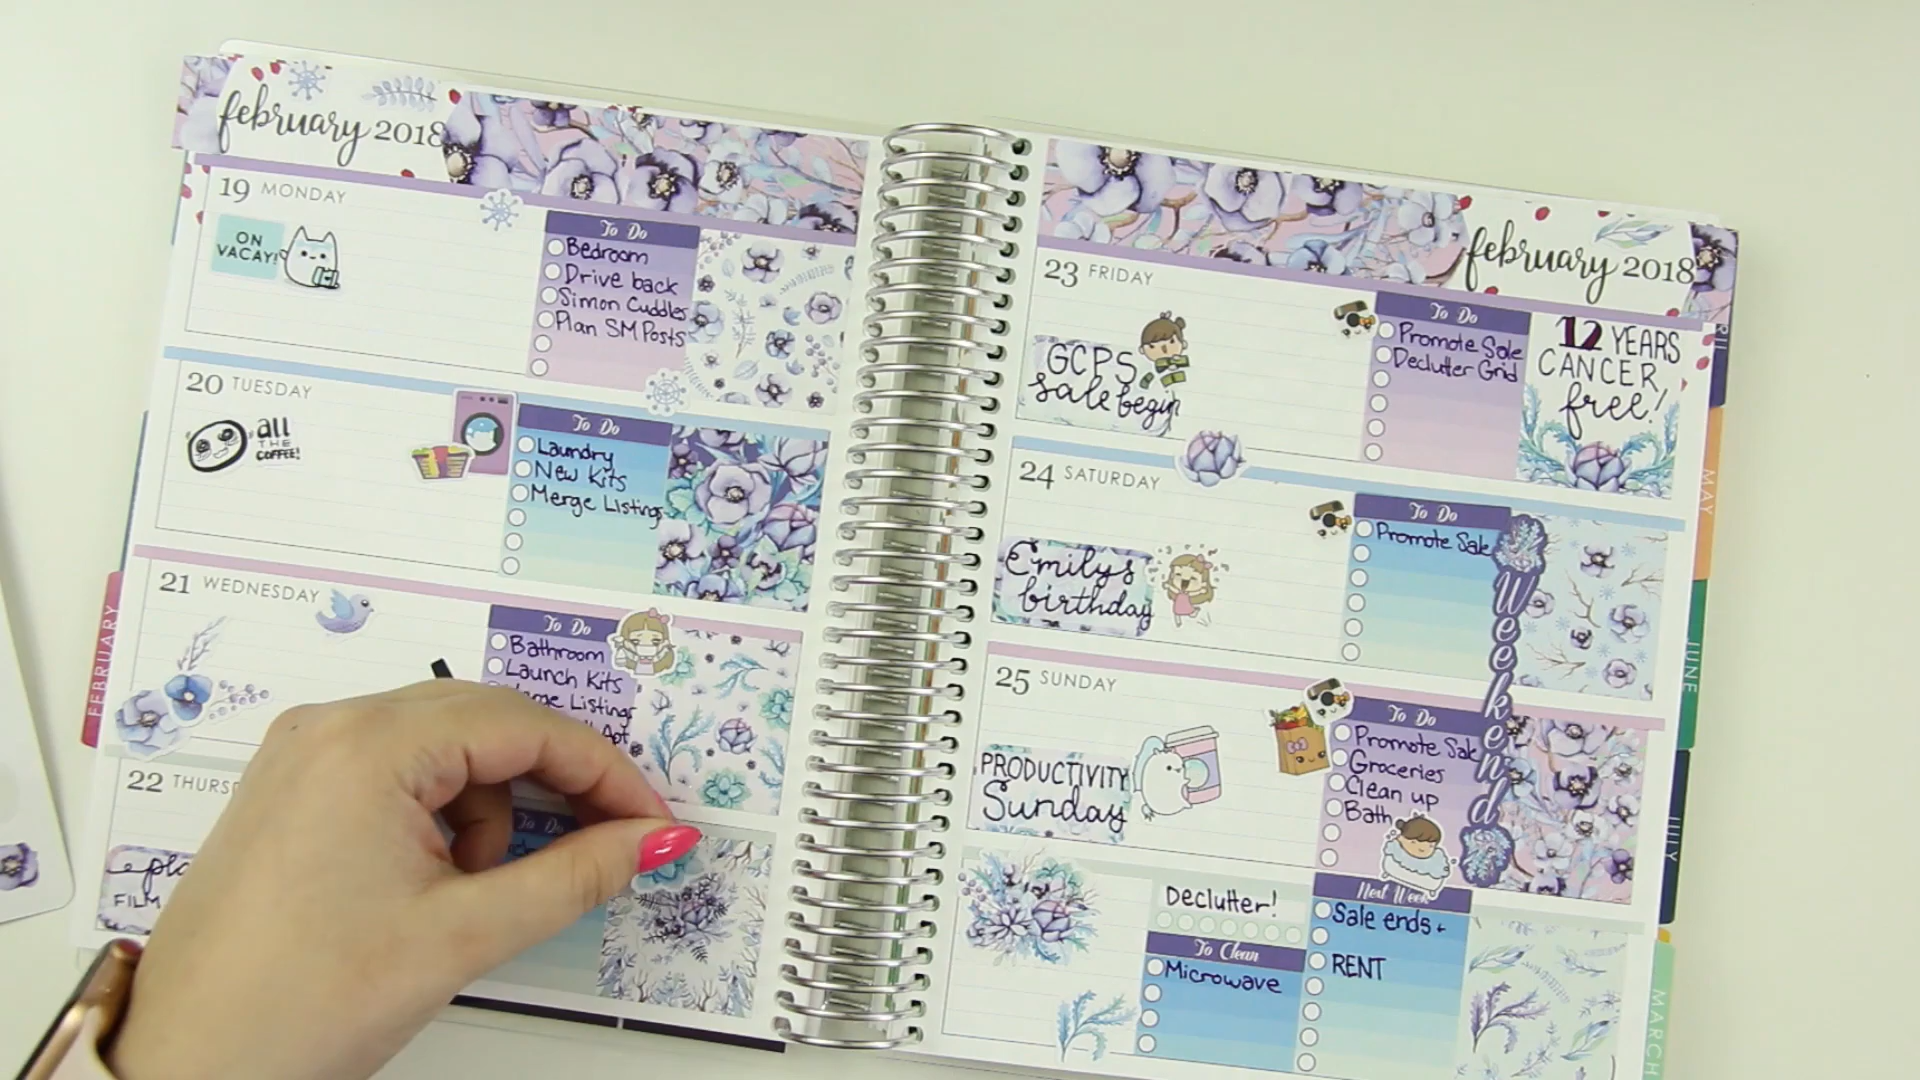 february 2018
19 MONDAY
ON
VACAY!
To Do
Bedroom
Drive back
Simon Cuddles
Plan SM Posts
20 TUESDAY
all
THE
COFFEE!
To Do
Laundry
New Kits
Merge Listings
21 WEDNESDAY
To Do
Bathroom
Launch Kits
Listings
22 THURS
To Do
FILM
FEBRUARY
february 2018
23 FRIDAY
GCPS
sale begin
To Do
Promote Sale
Declutter Grid
12 YEARS
CANCER
free!
24 SATURDAY
Emilys
birthday
To Do
Promote Sale
Weekend
25 SUNDAY
PRODUCTIVITY
Sunday
To Do
Promote Sale
Groceries
Clean up
Bath
Declutter!
To Clean
Microwave
Next Week
Sale ends
RENT
MAY
JUNE
JULY
MARCH